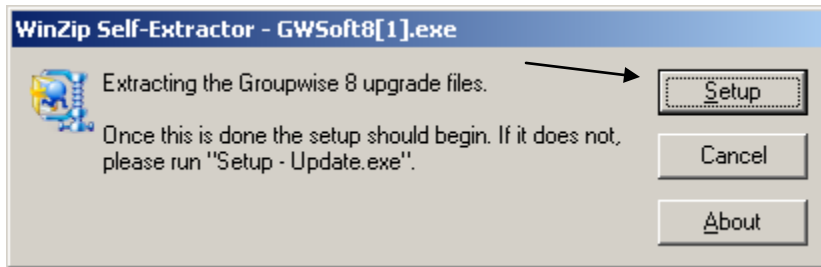 WinZip Self-Extractor - GWSoft8[1].exe
Extracting the Groupwise 8 upgrade files.
Once this is done the setup should begin. If it does not,
please run "Setup - Update.exe".
Setup
Cancel
About